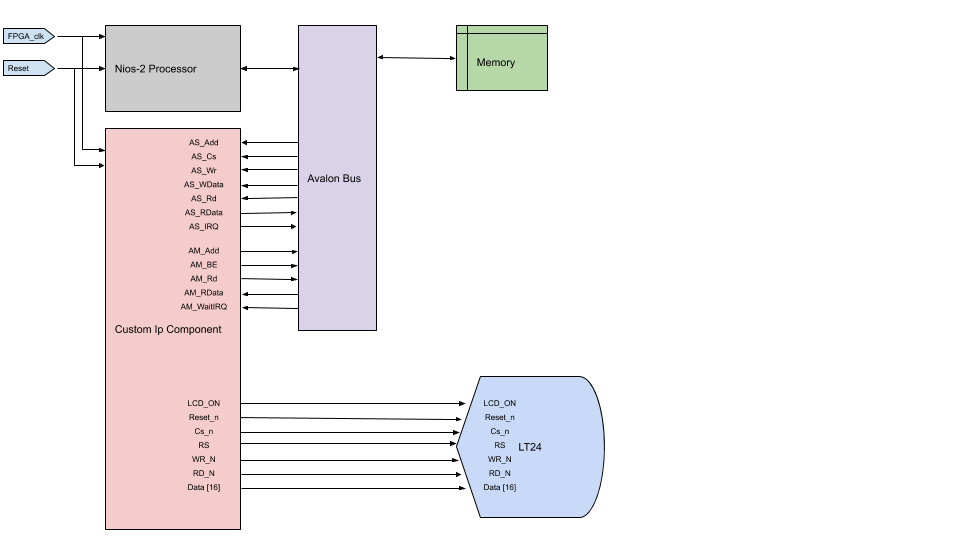 FPGA_clk
Reset
Nios-2 Processor
Memory
Avalon Bus
AS_Add
AS_Cs
AS_Wr
AS_WData
AS_Rd
AS_RData
AS_IRQ
AM_Add
AM_BE
AM_Rd
AM_RData
AM_WaitIRQ
Custom Ip Component
LCD_ON
Reset_n
Cs_n
RS
WR_N
RD_N
Data [16]
LCD_ON
Reset_n
Cs_n
RS
LT24
WR_N
RD_N
Data [16]